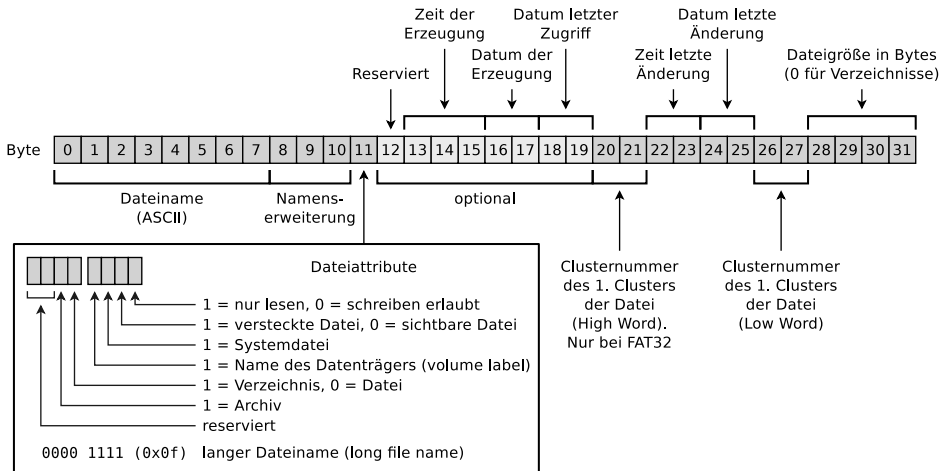 Zeit der
Erzeugung
Datum letzter
Zugriff
Datum letzte
Änderung
Reserviert
Datum der
Erzeugung
Zeit letzte
Änderung
Dateigröße in Bytes
(0 für Verzeichnisse)
Byte 0 1 2 3 4 5 6 7 8 9 10 11 12 13 14 15 16 17 18 19 20 21 22 23 24 25 26 27 28 29 30 31
Dateiname
(ASCII)
Namens-
erweiterung
optional
Clusternummer
des 1. Clusters
der Datei
(High Word).
Nur bei FAT32
Clusternummer
des 1. Clusters
der Datei
(Low Word)
Dateiattribute
1 = nur lesen, 0 = schreiben erlaubt
1 = versteckte Datei, 0 = sichtbare Datei
1 = Systemdatei
1 = Name des Datenträgers (volume label)
1 = Verzeichnis, 0 = Datei
1 = Archiv
reserviert
0000 1111 (0x0f) langer Dateiname (long file name)